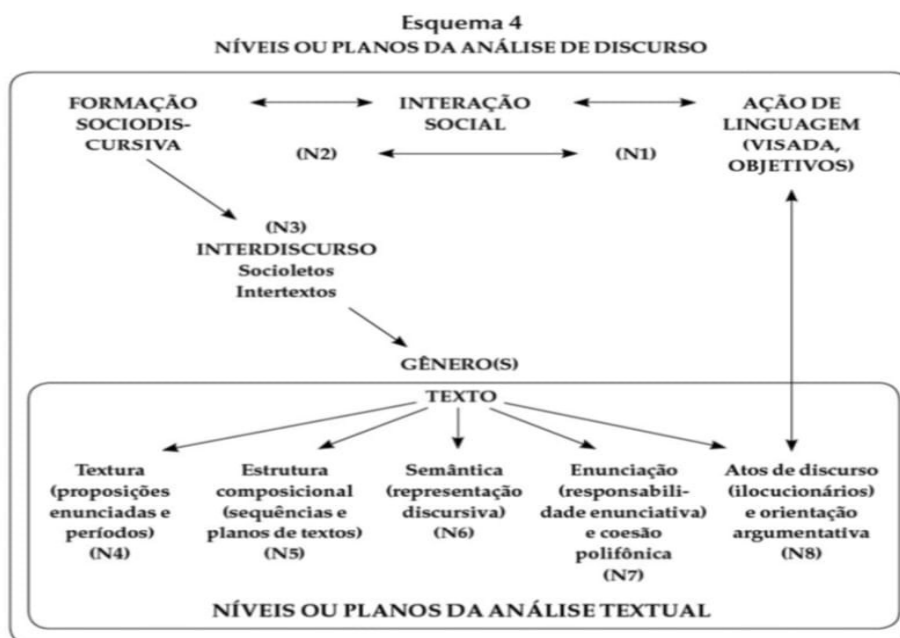 Esquema 4
NÍVEIS OU PLANOS DA ANÁLISE DE DISCURSO
FORMAÇÃO
SOCIODIS-
CURSIVA
INTERAÇÃO
SOCIAL
AÇÃO DE
LINGUAGEM
(VISADA,
OBJETIVOS)
(N2)
(N1)
(N3)
INTERDISCURSO
Socioletos
Intertextos
GÊNERO(S)
TEXTO
Textura
(proposições
enunciadas e
períodos)
(N4)
Estrutura
composicional
(sequências e
planos de textos)
(N5)
Semântica
(representação
discursiva)
(N6)
Enunciação
(responsabili-
dade enunciativa)
e coesão
polifônica
(N7)
Atos de discurso
(ilocucionários)
e orientação
argumentativa
(N8)
NÍVEIS OU PLANOS DA ANÁLISE TEXTUAL